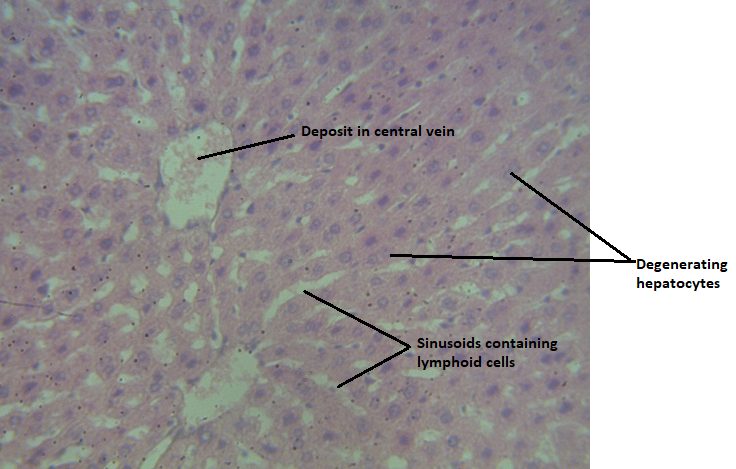 Deposit in central vein
Degenerating
hepatocytes
Sinusoids containing
lymphoid cells